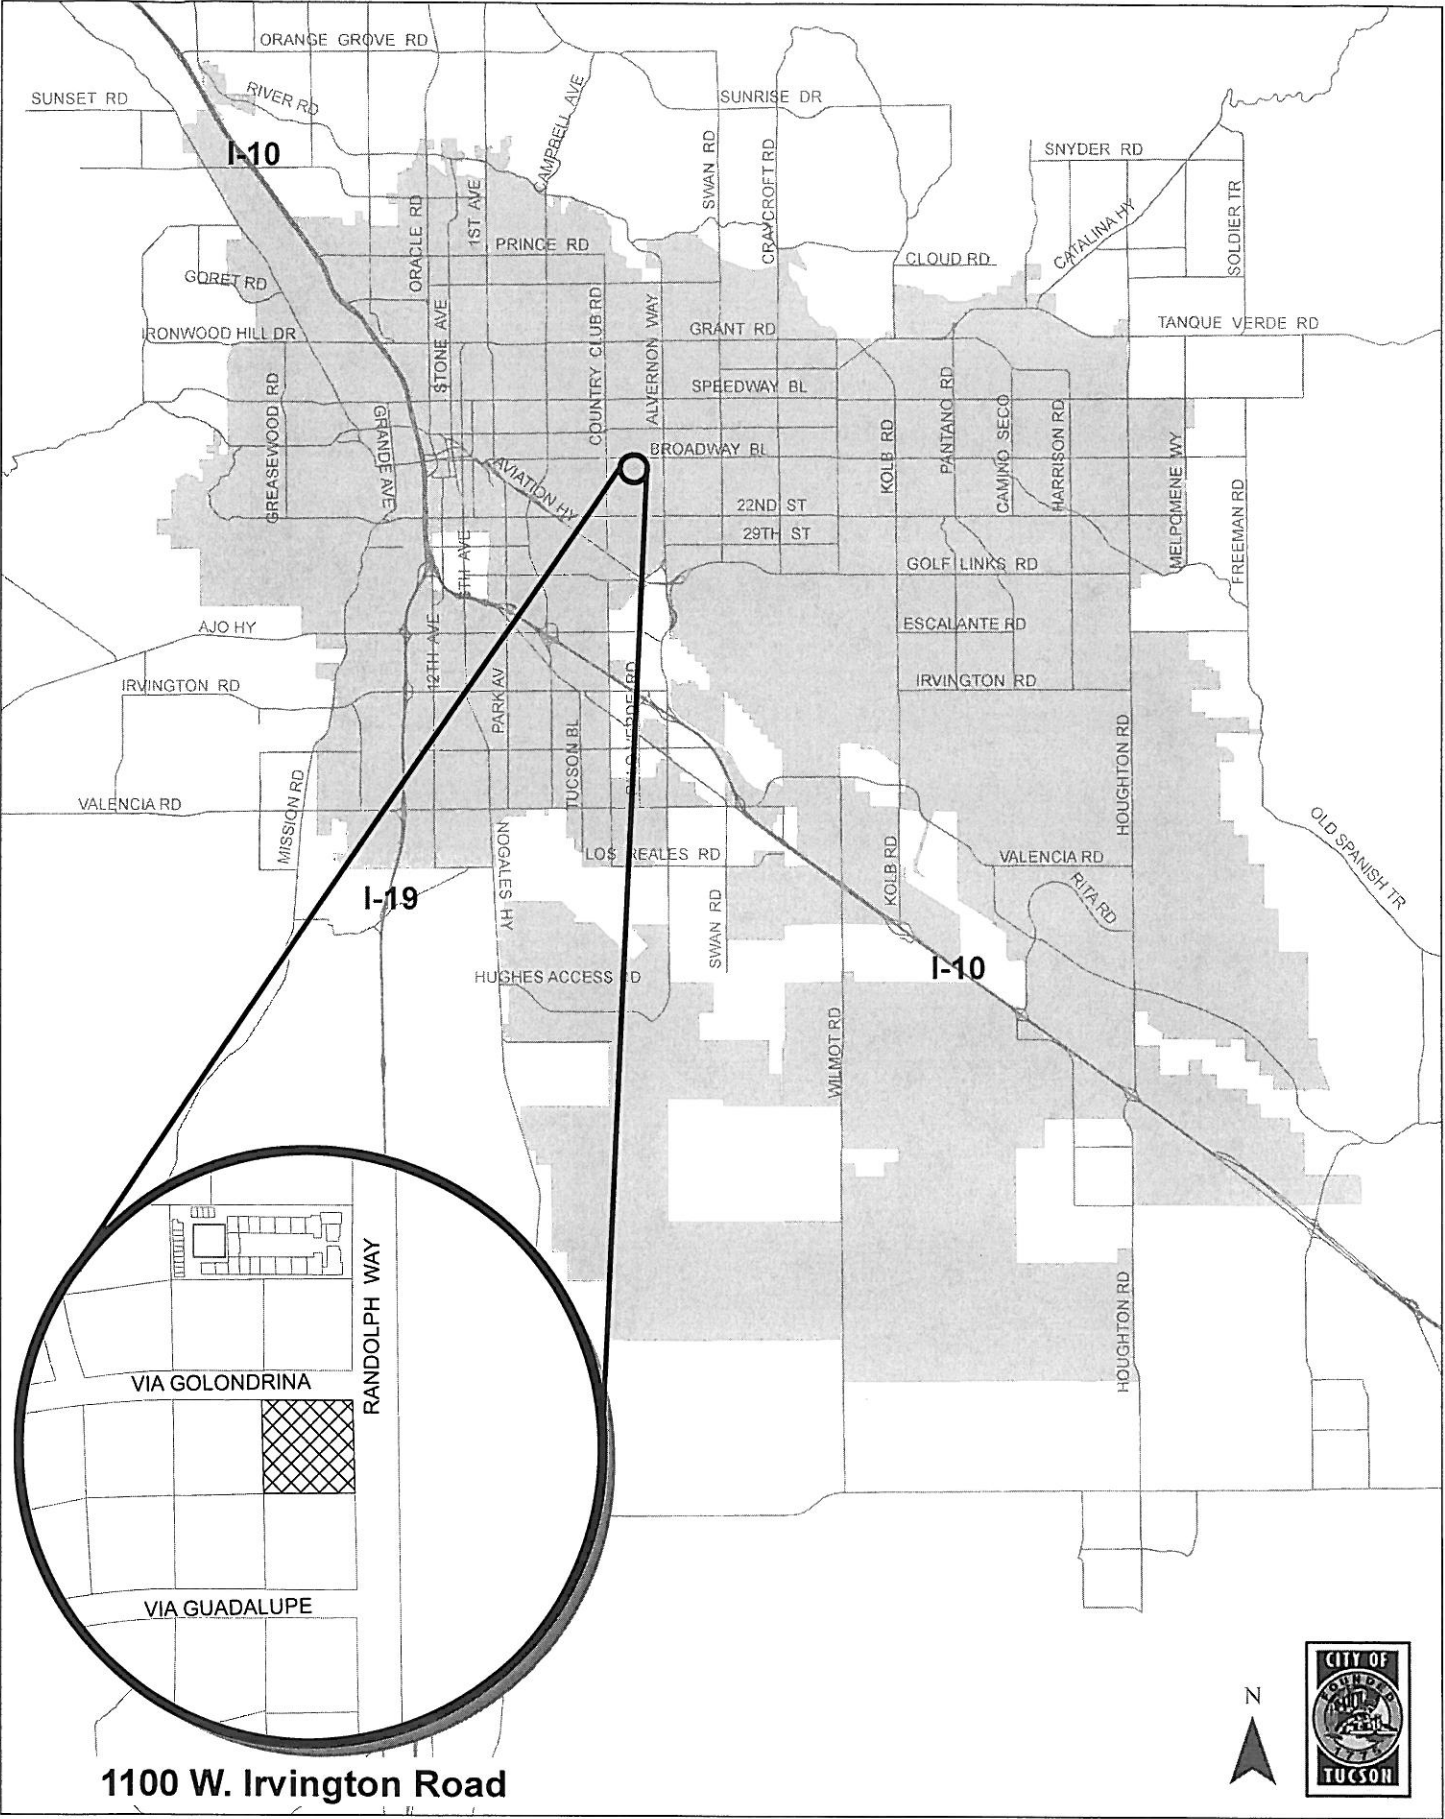 ORANGE GROVE RD
SUNSET RD
RIVER RD
CAMPBELL AVE
SUNRISE DR
I-10
SWAN RD
CRAYCROFT RD
SNYDER RD
ORACLE RD
1ST AVE
PRINCE RD
CLOUD RD
CATALINA HY
SOLDIER TR
GORET RD
IRONWOOD HILL DR
STONE AVE
COUNTRY CLUB RD
ALVERNON WAY
GRANT RD
TANQUE VERDE RD
SPEEDWAY BL
GREASEWOOD RD
GRANDE AVE
BROADWAY BL
KOLB RD
PANTANO RD
CAMINO SECO
HARRISON RD
MELPOMENE WY
FREEMAN RD
AVIATION HY
22ND ST
29TH ST
GOLF LINKS RD
AJO HY
12TH AVE
ESCALANTE RD
IRVINGTON RD
PARK AV
TUCSON BL
IRVINGTON RD
HOUGHTON RD
VALENCIA RD
MISSION RD
NOGALES HY
LOS REALES RD
KOLB RD
VALENCIA RD
RITA RD
OLD SPANISH TR
I-19
SWAN RD
I-10
HUGHES ACCESS RD
WILMOT RD
HOUGHTON RD
RANDOLPH WAY
VIA GOLONDRINA
VIA GUADALUPE
1100 W. Irvington Road
N
CITY OF
FOUNDED
1775
TUCSON